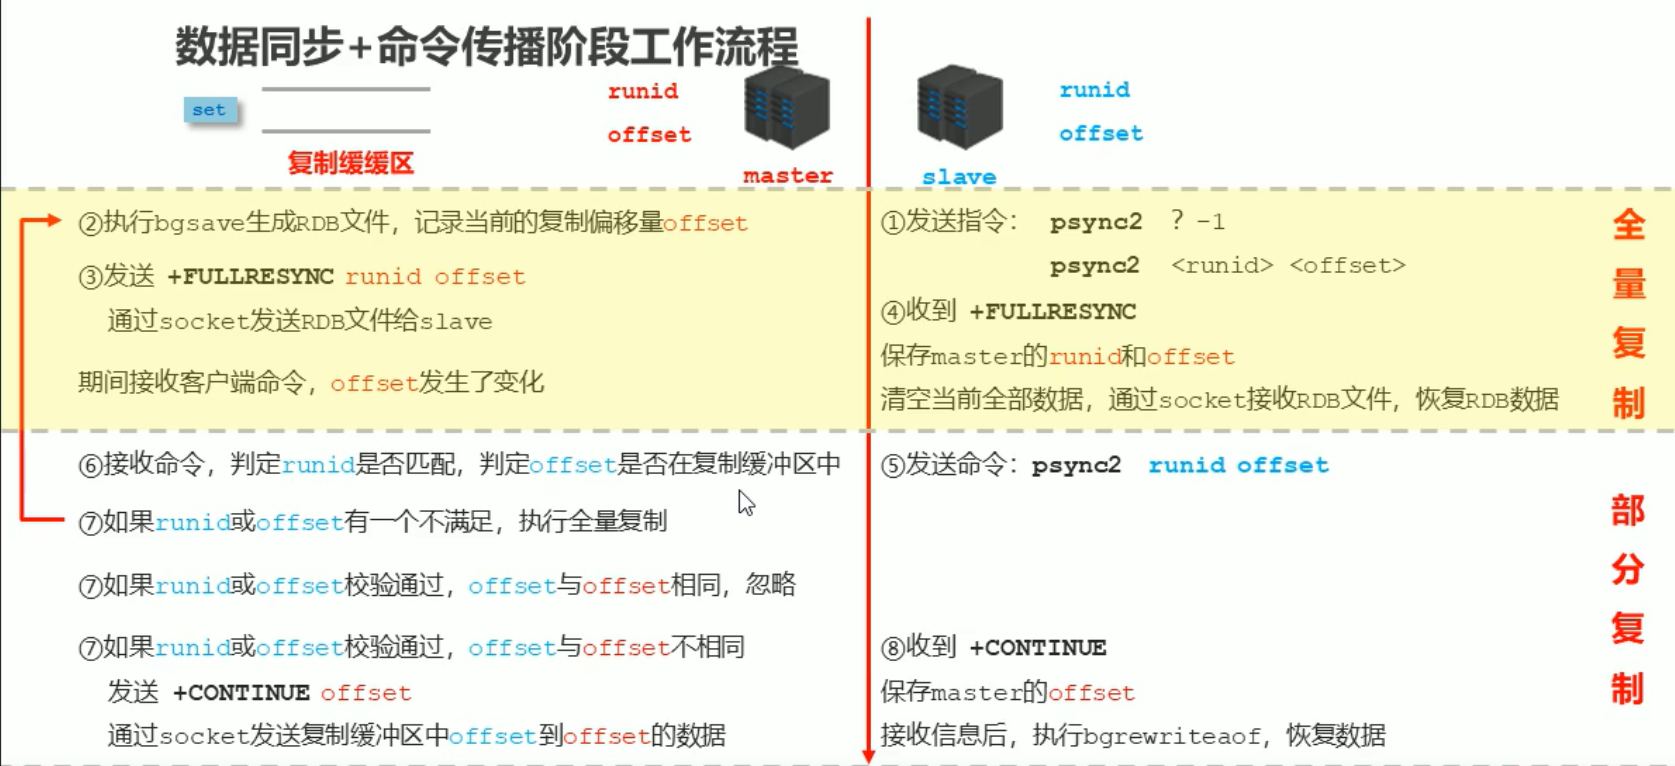 数据同步+命令传播阶段工作流程
set
复制缓缓区
runid
offset
master
slave
runid
offset
②执行bgsave生成RDB文件，记录当前的复制偏移量offset
③发送 +FULLRESYNC runid offset
通过socket发送RDB文件给slave
期间接收客户端命令，offset发生了变化
①发送指令： psync2 ? -1
psync2 <runid> <offset>
④收到 +FULLRESYNC
保存master的runid和offset
清空当前全部数据，通过socket接收RDB文件，恢复RDB数据
全
量
复
制
⑥接收命令，判定runid是否匹配，判定offset是否在复制缓冲区中
⑦如果runid或offset有一个不满足，执行全量复制
⑦如果runid或offset校验通过，offset与offset相同，忽略
⑦如果runid或offset校验通过，offset与offset不相同
发送 +CONTINUE offset
通过socket发送复制缓冲区中offset到offset的数据
⑤发送命令：psync2 runid offset
⑧收到 +CONTINUE
保存master的offset
接收信息后，执行bgrewriteaof，恢复数据
部
分
复
制